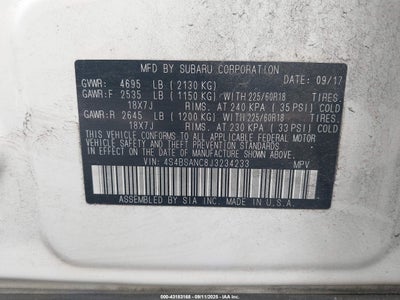 MFD BY SUBARU CORPORATION DATE: 09/17
GVWR: 4695 LB (2130 KG)
GAWR:F 2535 LB (1150 KG) WITH 225/60R18 TIRES.
18X7J RIMS. AT 240 KPA (35 PSI) COLD
GAWR:R 2645 LB (1200 KG) WITH 225/60R18 TIRES.
18X7J RIMS. AT 230 KPA (33 PSI) COLD
THIS VEHICLE CONFORMS TO ALL APPLICABLE FEDERAL MOTOR
VEHICLE SAFETY AND THEFT PREVENTION STANDARDS
IN EFFECT ON THE DATE OF MANUFACTURE SHOWN ABOVE.
VIN: 4S4BSANC8J3234233 MPV
ASSEMBLED BY SIA INC. MADE IN U.S.A.
000-43163168 - 09/11/2025 - IAAI.COM